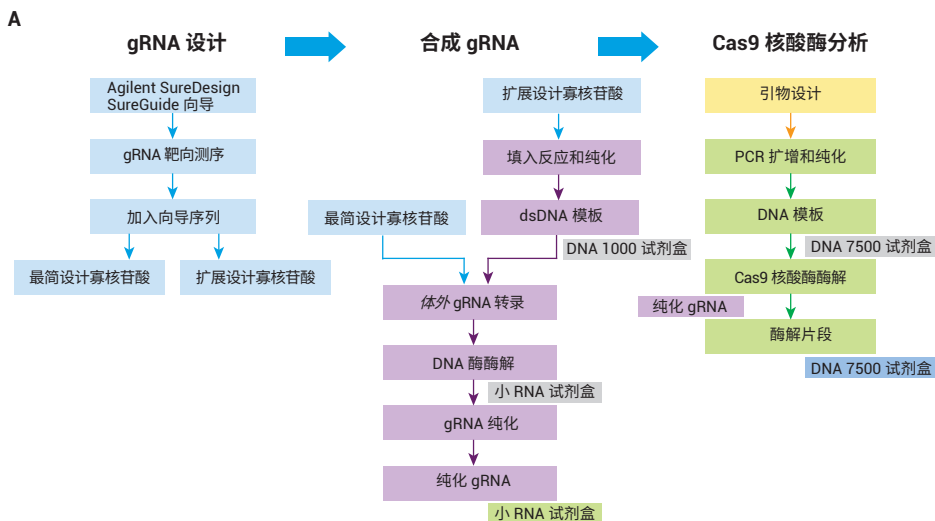 A
gRNA 设计
Agilent SureDesign
SureGuide 向导
gRNA 靶向测序
加入向导序列
最简设计寡核苷酸
扩展设计寡核苷酸
合成 gRNA
扩展设计寡核苷酸
填入反应和纯化
最简设计寡核苷酸
dsDNA 模板
DNA 1000 试剂盒
体外 gRNA 转录
DNA 酶酶解
小 RNA 试剂盒
gRNA 纯化
纯化 gRNA
小 RNA 试剂盒
Cas9 核酸酶分析
引物设计
PCR 扩增和纯化
DNA 模板
DNA 7500 试剂盒
Cas9 核酸酶酶解
纯化 gRNA
酶解片段
DNA 7500 试剂盒